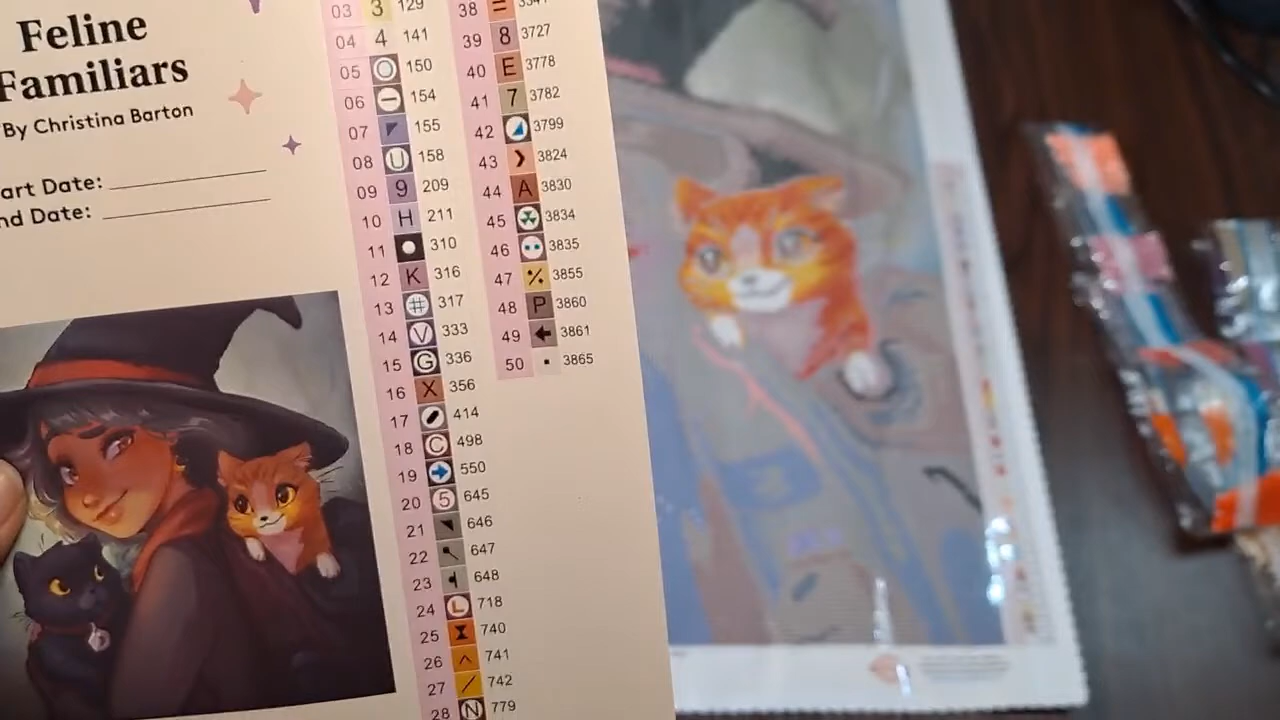 Feline
Familiars
By Christina Barton
art Date:
nd Date:
03 3 129
04 4 141
05 150
06 154
07 155
08 U 158
09 9 209
10 H 211
11 310
12 K 316
13 # 317
14 V 333
15 G 336
16 X 356
17 414
18 C 498
19 550
20 5 645
21 646
22 647
23 648
24 L 718
25 740
26 741
27 / 742
28 N 779
38 = 3341
39 8 3727
40 E 3778
41 7 3782
42 3799
43 3824
44 A 3830
45 3834
46 3835
47 % 3855
48 P 3860
49 3861
50 3865